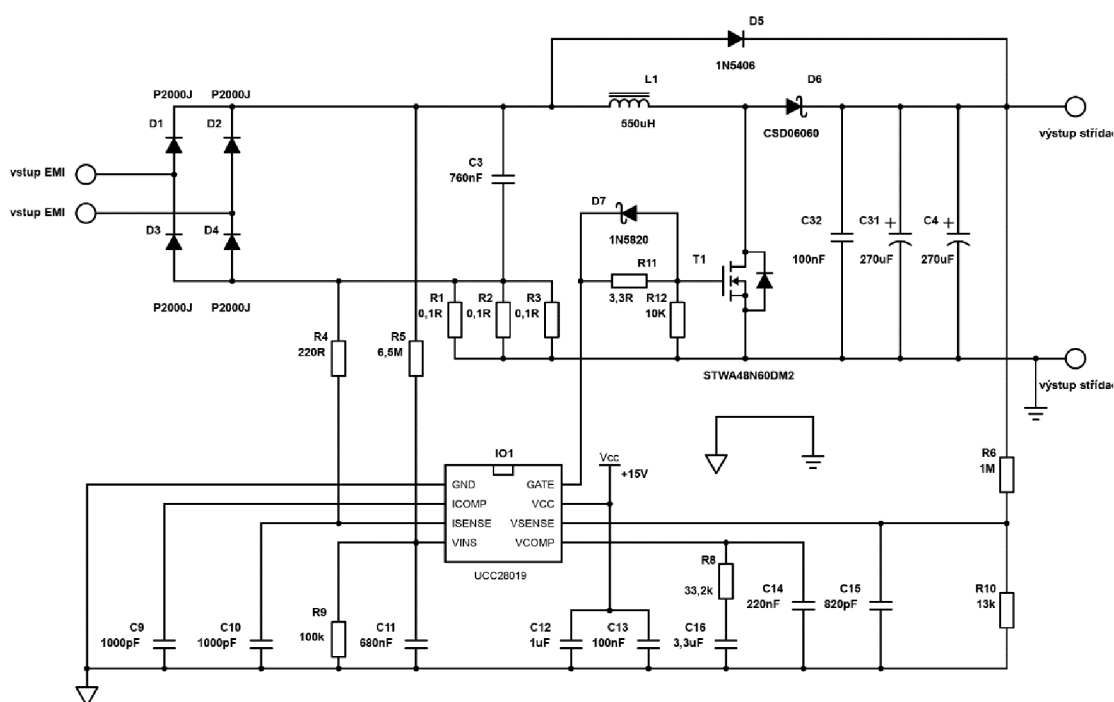 D5
1N5406
P2000J P2000J
D1
D2
L1
550uH
D6
CSD06060
výstup střídač
vstup EMI
vstup EMI
C3
760nF
D3
D4
D7
1N5820
C32
100nF
C31
270uF
C4
270uF
T1
R11
3,3R
R12
10K
P2000J P2000J
R1
0,1R
R2
0,1R
R3
0,1R
R4
220R
R5
6,5M
STWA48N60DM2
výstup střídač
IO1
Vcc
+15V
R6
1M
GND
GATE
ICOMP
VCC
ISENSE
VSENSE
VINS
VCOMP
UCC28019
R8
33,2k
C9
1000pF
C10
1000pF
R9
100k
C11
680nF
C12
1uF
C13
100nF
C16
3,3uF
C14
220nF
C15
820pF
R10
13k